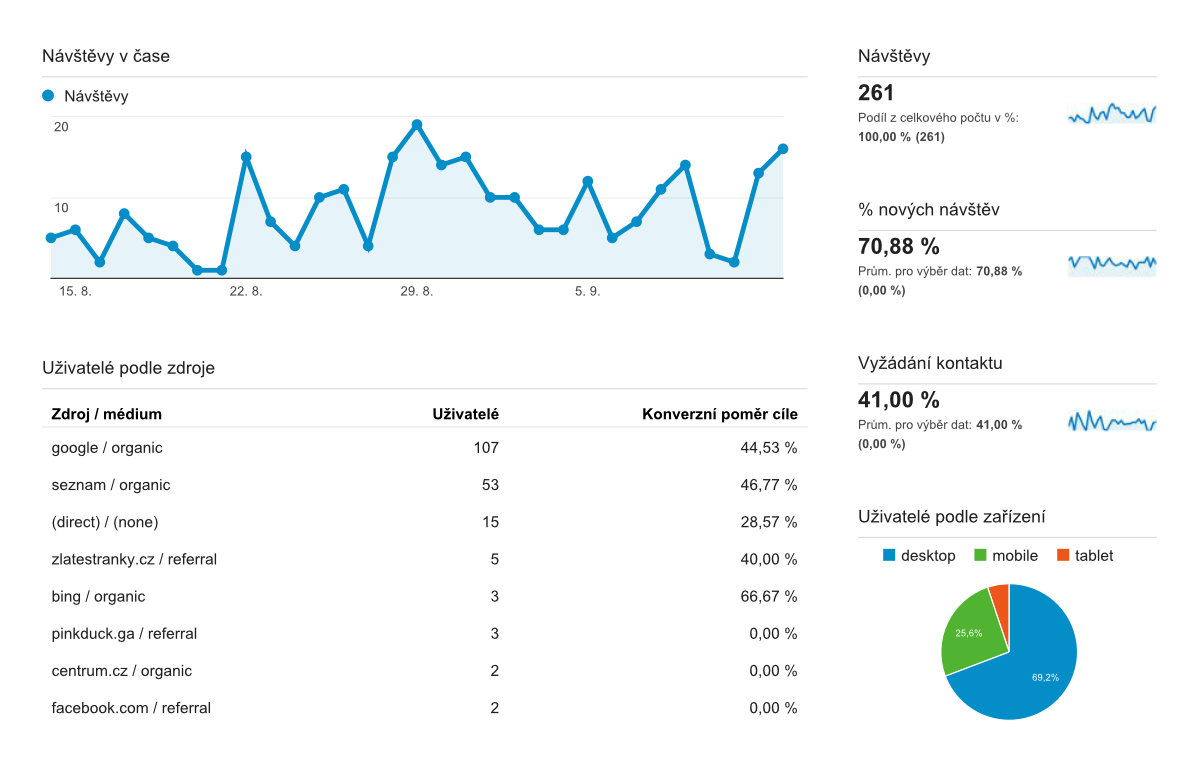 Návštěvy v čase
Návštěvy
20
10
15. 8.
22. 8.
29. 8.
5. 9.
Uživatelé podle zdroje
Zdroj / médium Uživatelé Konverzní poměr cíle
google / organic 107 44,53 %
seznam / organic 53 46,77 %
(direct) / (none) 15 28,57 %
zlatestranky.cz / referral 5 40,00 %
bing / organic 3 66,67 %
pinkduck.ga / referral 3 0,00 %
centrum.cz / organic 2 0,00 %
facebook.com / referral 2 0,00 %
Návštěvy
261
Podíl z celkového počtu v %:
100,00 % (261)
% nových návštěv
70,88 %
Prům. pro výběr dat: 70,88 %
(0,00 %)
Vyžádání kontaktu
41,00 %
Prům. pro výběr dat: 41,00 %
(0,00 %)
Uživatelé podle zařízení
desktop mobile tablet
25,6%
69,2%